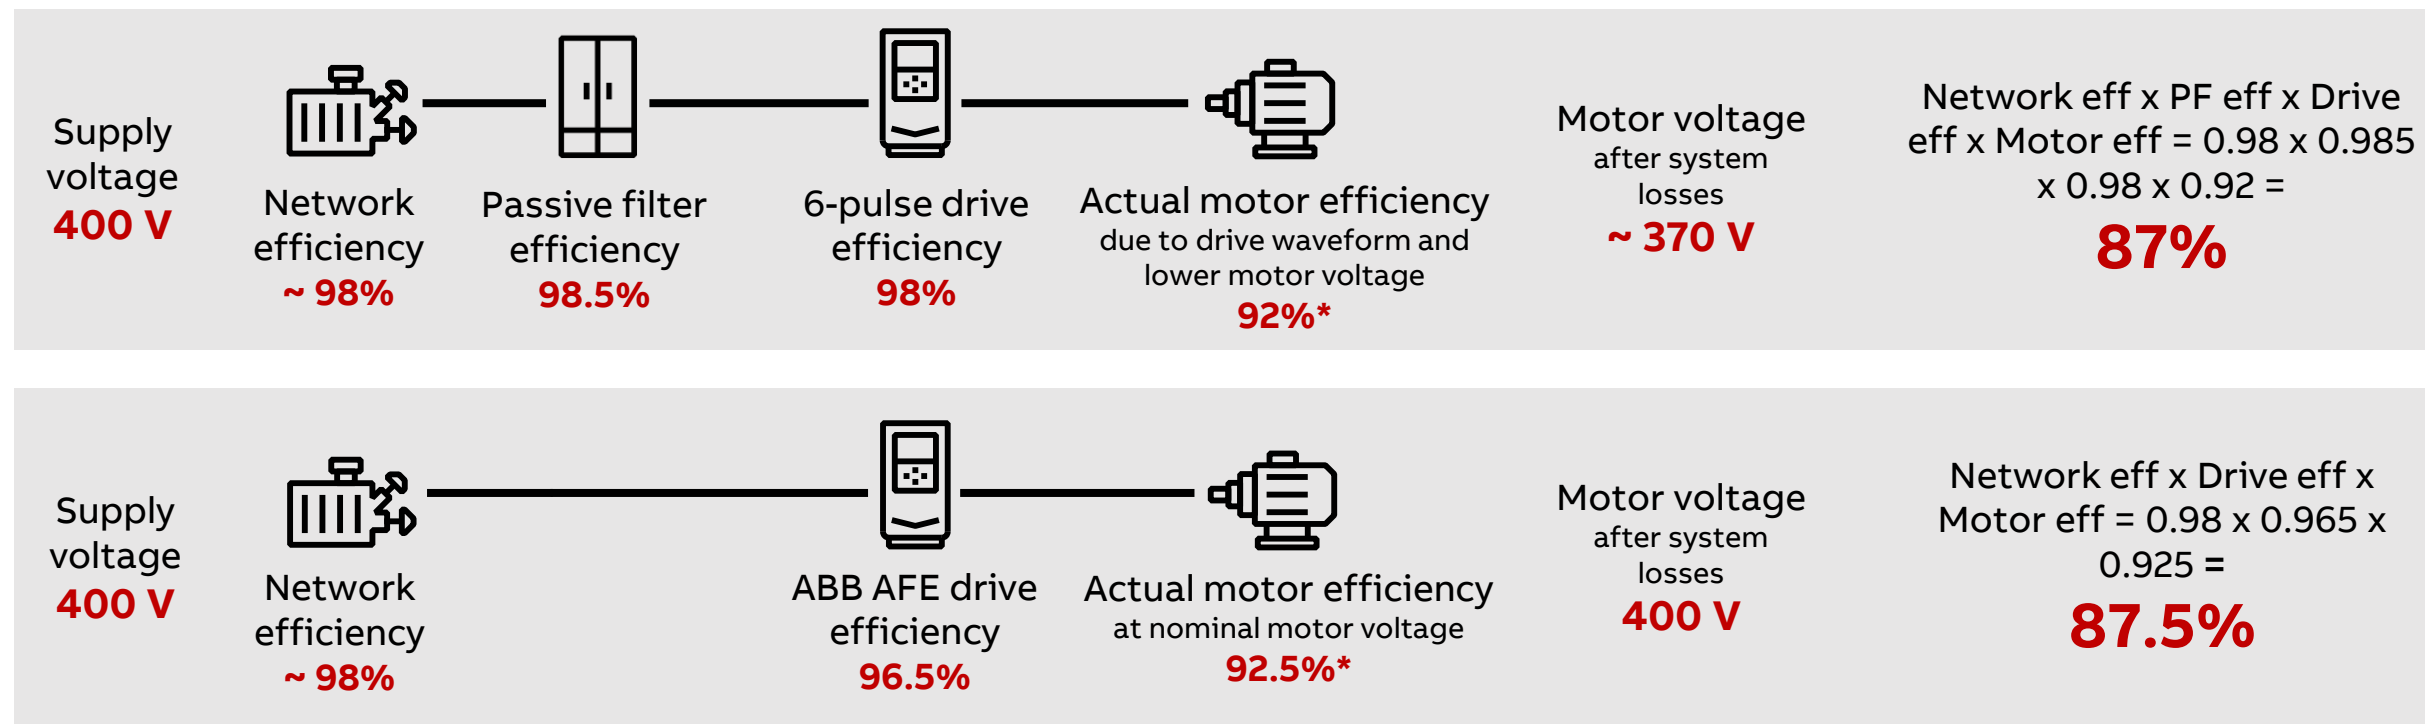 Supply
voltage
400 V
Network
efficiency
~ 98%
Passive filter
efficiency
98.5%
6-pulse drive
efficiency
98%
Actual motor efficiency
due to drive waveform and
lower motor voltage
92%*
Motor voltage
after system
losses
~ 370 V
Network eff x PF eff x Drive
eff x Motor eff = 0.98 x 0.985
x 0.98 x 0.92 =
87%
Supply
voltage
400 V
Network
efficiency
~ 98%
ABB AFE drive
efficiency
96.5%
Actual motor efficiency
at nominal motor voltage
92.5%*
Motor voltage
after system
losses
400 V
Network eff x Drive eff x
Motor eff = 0.98 x 0.965 x
0.925 =
87.5%